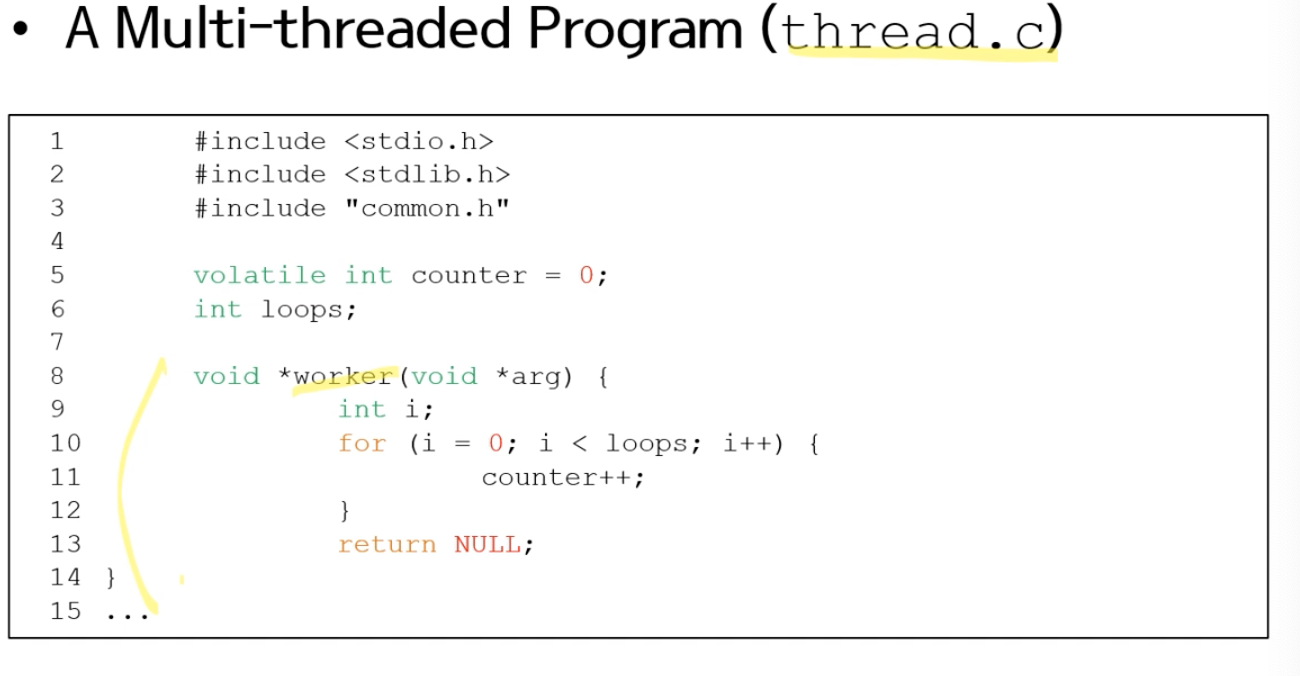 • A Multi-threaded Program (thread.c)
1 #include <stdio.h>
2 #include <stdlib.h>
3 #include "common.h"
4
5 volatile int counter = 0;
6 int loops;
7
8 void *worker(void *arg) {
9 int i;
10 for (i = 0; i < loops; i++) {
11 counter++;
12 }
13 return NULL;
14 }
15 ...